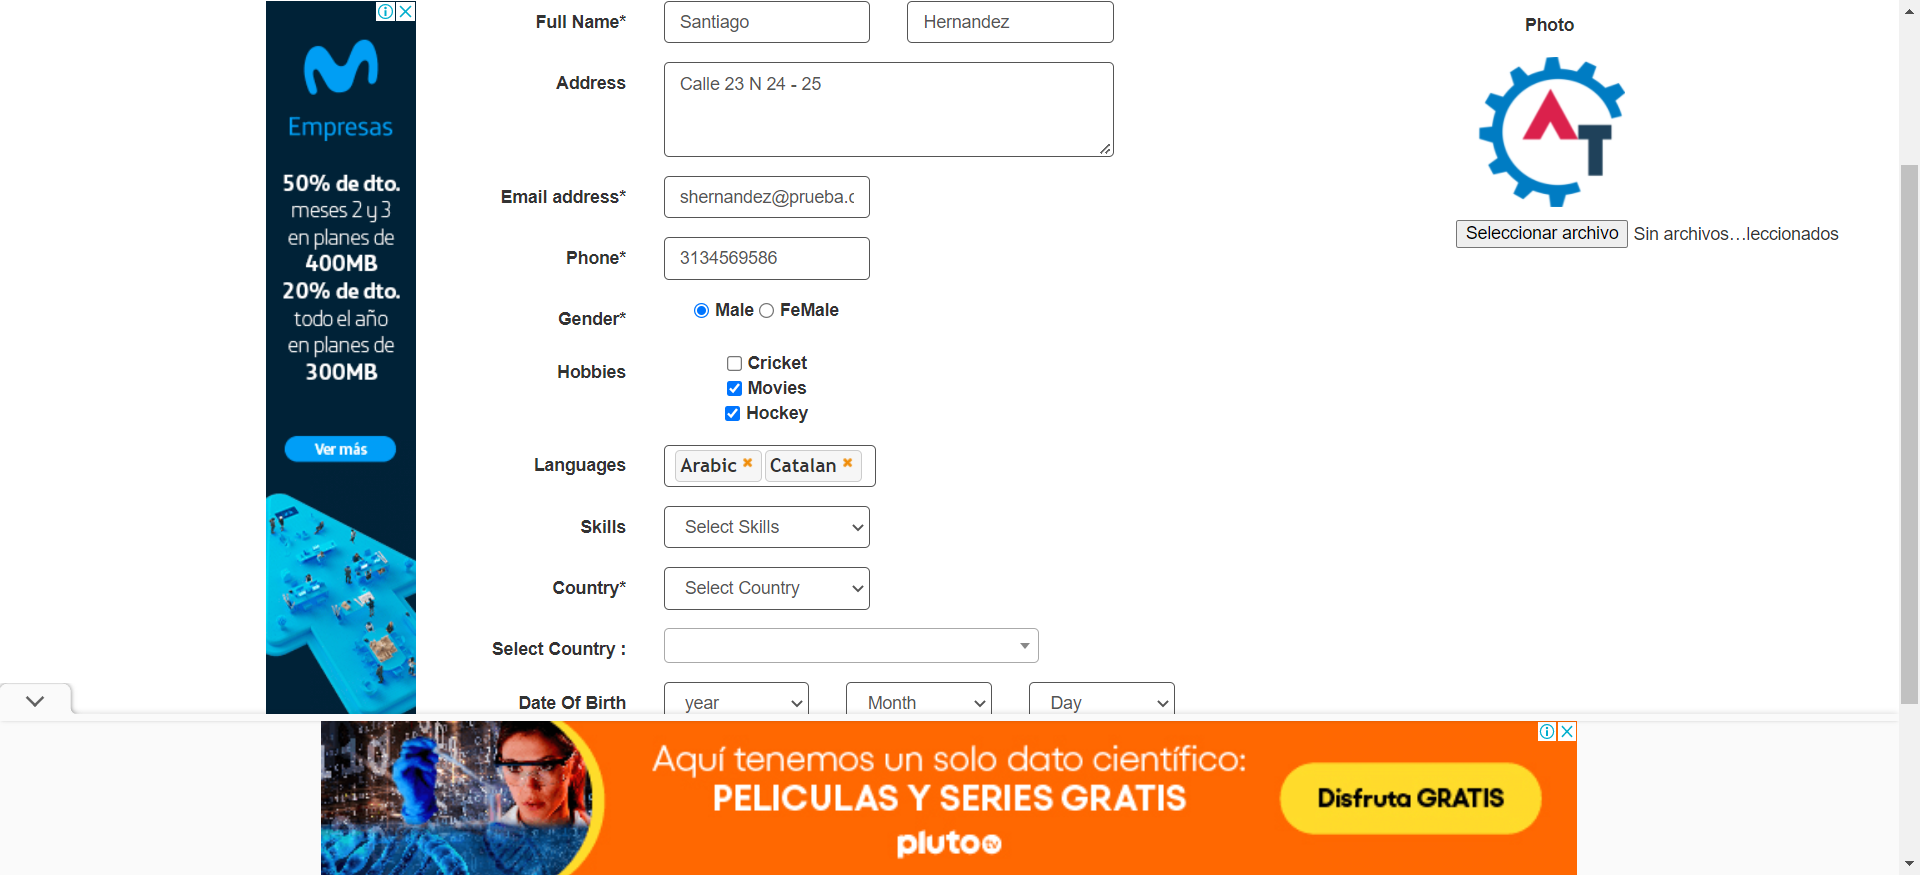 Full Name*
Santiago
Hernandez
Photo
Address
Calle 23 N 24 - 25
AT
Email address*
shernandez@prueba.c
Seleccionar archivo
Sin archivos…leccionados
Phone*
3134569586
Gender*
Male
FeMale
Hobbies
Cricket
Movies
Hockey
Languages
Arabic
Catalan
Skills
Select Skills
Country*
Select Country
Select Country :
Date Of Birth
year
Month
Day
Empresas
50% de dto.
meses 2 y 3
en planes de
400MB
20% de dto.
todo el año
en planes de
300MB
Ver más
Aquí tenemos un solo dato científico:
PELICULAS Y SERIES GRATIS
pluto tv
Disfruta GRATIS